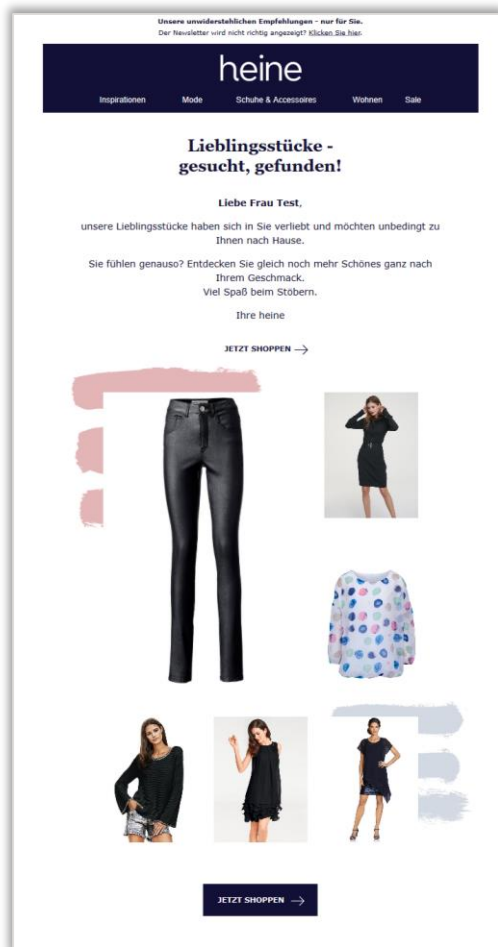 Unsere unwiderstehlichen Empfehlungen - nur für Sie.
Der Newsletter wird nicht richtig angezeigt? Klicken Sie hier.
heine
Inspirationen Mode Schuhe & Accessoires Wohnen Sale
Lieblingsstücke -
gesucht, gefunden!
Liebe Frau Test,
unsere Lieblingsstücke haben sich in Sie verliebt und möchten unbedingt zu
Ihnen nach Hause.
Sie fühlen genauso? Entdecken Sie gleich noch mehr Schönes ganz nach
Ihrem Geschmack.
Viel Spaß beim Stöbern.
Ihre heine
JETZT SHOPPEN
JETZT SHOPPEN